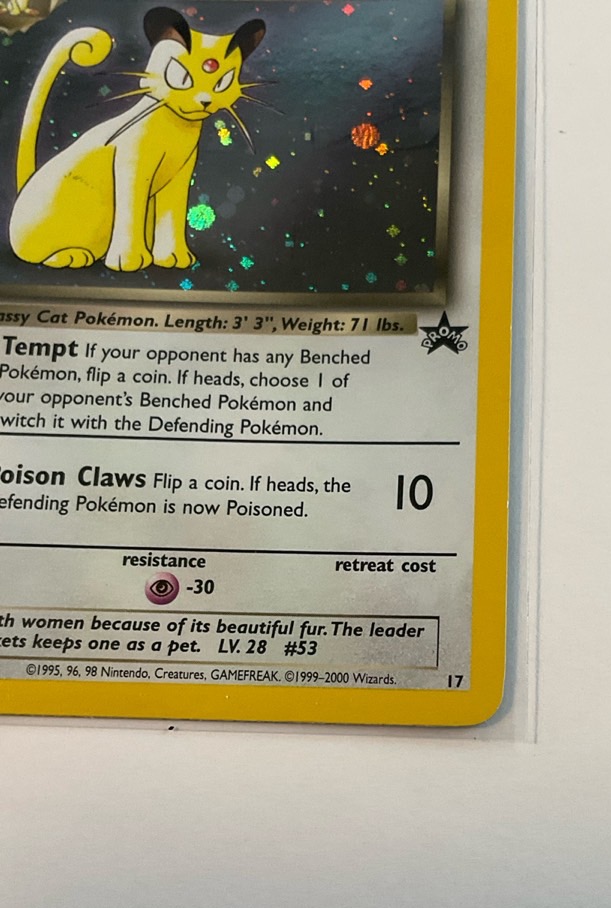 assy Cat Pokémon. Length: 3' 3", Weight: 71 lbs.
PROMO
Tempt If your opponent has any Benched
Pokémon, flip a coin. If heads, choose 1 of
your opponent's Benched Pokémon and
witch it with the Defending Pokémon.
oison Claws Flip a coin. If heads, the 10
efending Pokémon is now Poisoned.
resistance retreat cost
-30
th women because of its beautiful fur. The leader
ets keeps one as a pet. LV. 28 #53
©1995, 96, 98 Nintendo, Creatures, GAMEFREAK. ©1999–2000 Wizards. 17